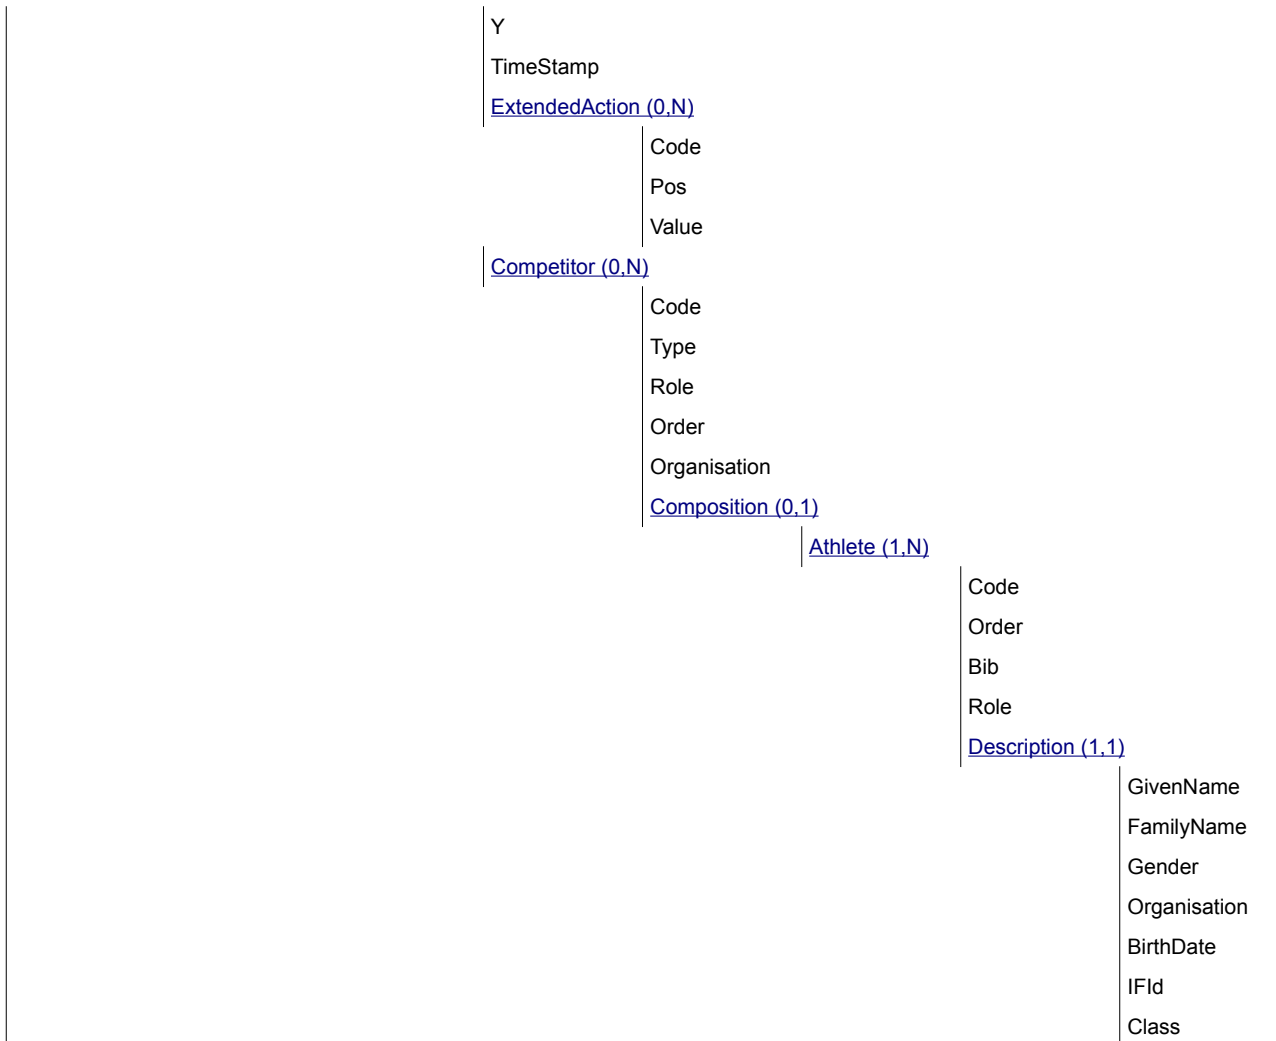 Y
TimeStamp
ExtendedAction (0,N)
Code
Pos
Value
Competitor (0,N)
Code
Type
Role
Order
Organisation
Composition (0,1)
Athlete (1,N)
Code
Order
Bib
Role
Description (1,1)
GivenName
FamilyName
Gender
Organisation
BirthDate
IFId
Class